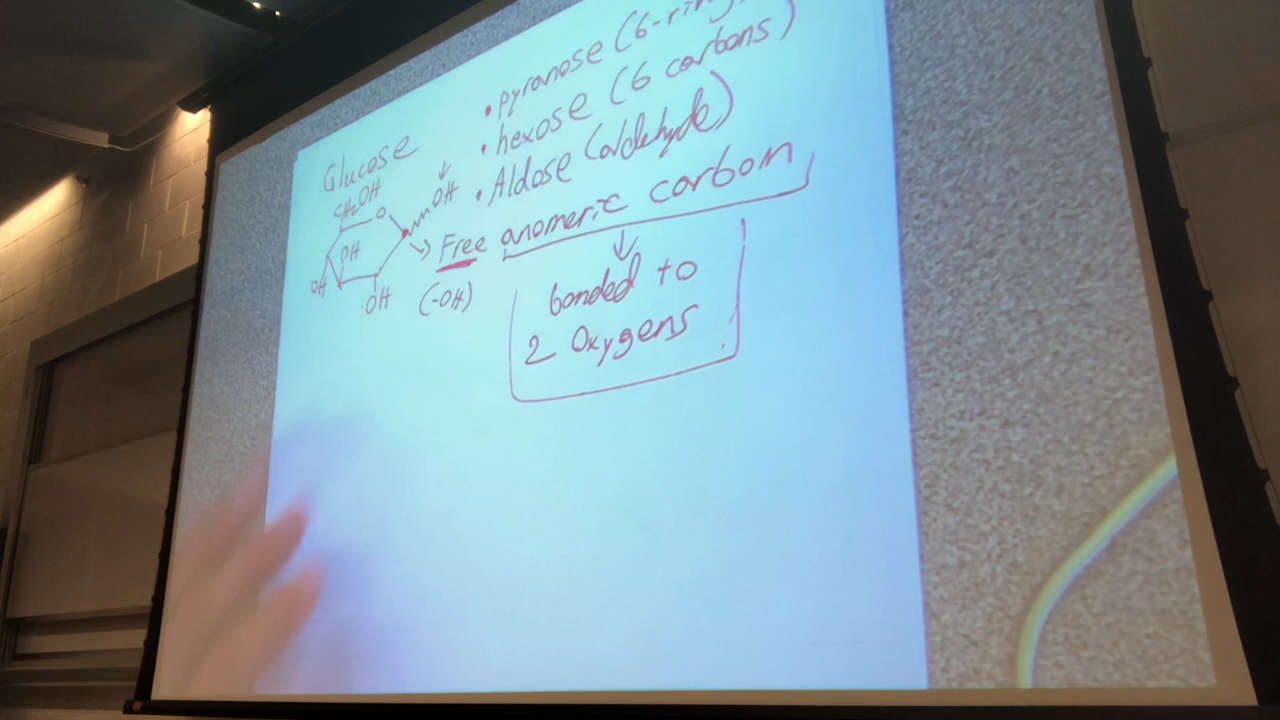 • pyranose (6-ring)
• hexose (6 carbons)
• Aldose (aldehyde)
Glucose
CH₂OH
O
OH
OH
OH
OH
→ Free anomeric carbon
(-OH)
↓
bonded to
2 Oxygens